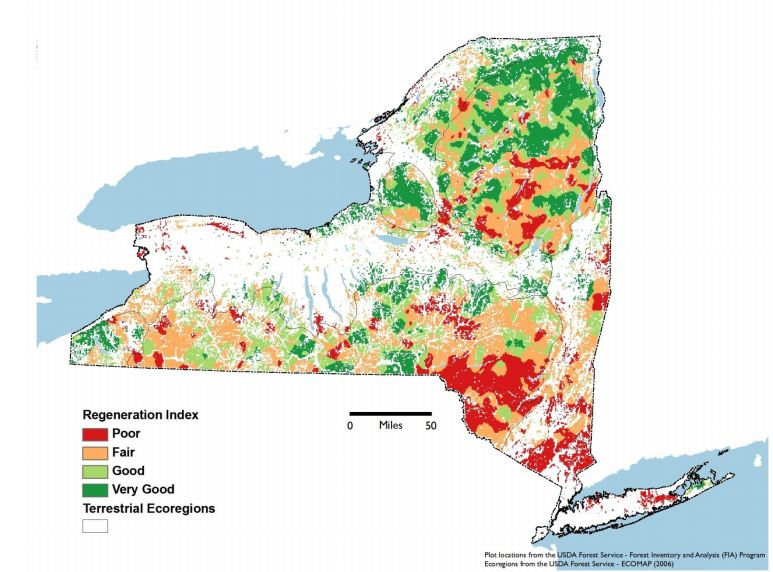 Regeneration Index
Poor
Fair
Good
Very Good
Terrestrial Ecoregions
0 Miles 50
Plot locations from the USDA Forest Service - Forest Inventory and Analysis (FIA) Program
Ecoregions from the USDA Forest Service - ECOMAP (2006)